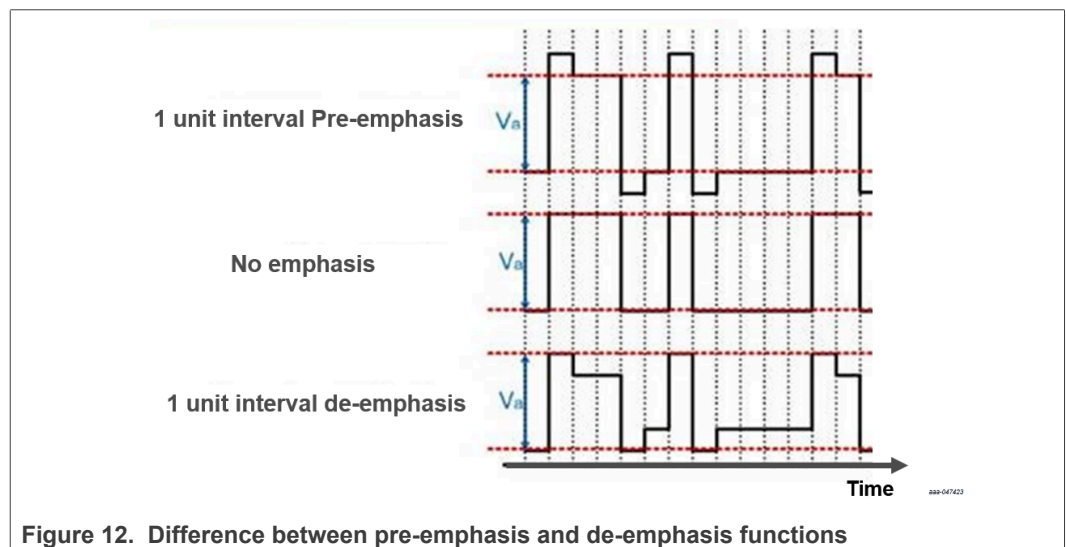 1 unit interval Pre-emphasis
Va
No emphasis
Va
1 unit interval de-emphasis
Va
Time
aaa-047423
Figure 12. Difference between pre-emphasis and de-emphasis functions